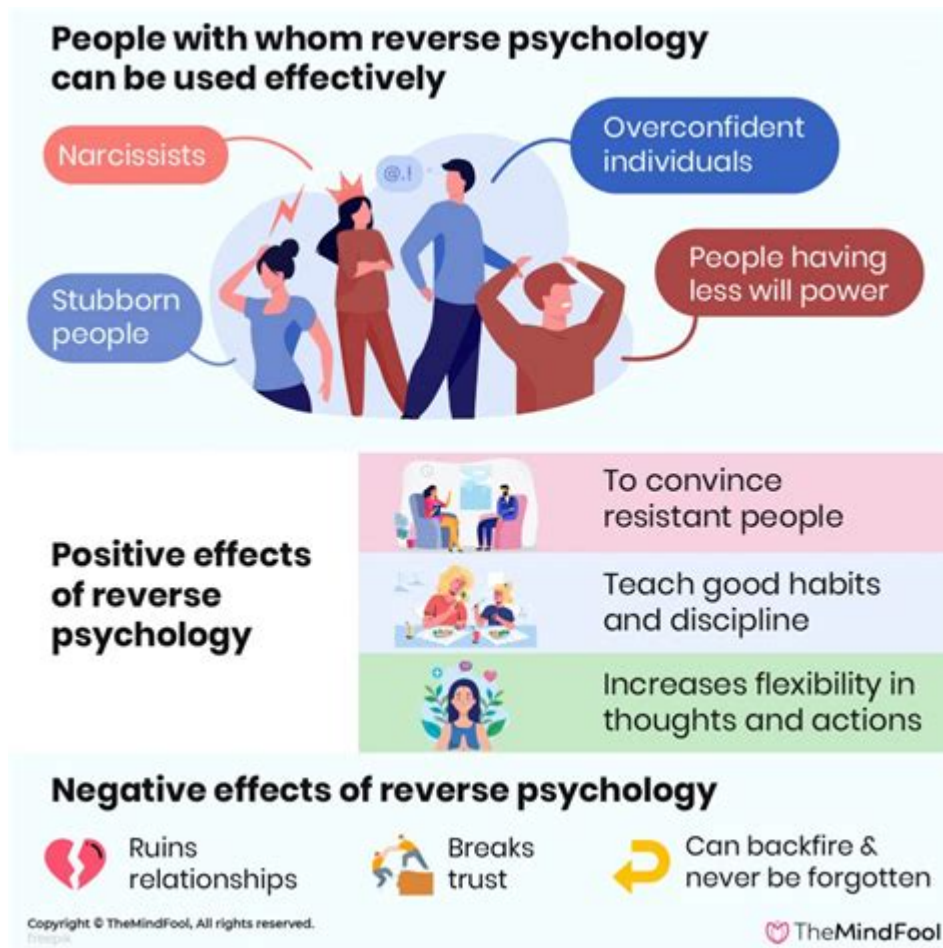 People with whom reverse psychology
can be used effectively
Narcissists
@.!
Overconfident
individuals
Stubborn
people
People having
less will power
Positive effects
of reverse
psychology
To convince
resistant people
Teach good habits
and discipline
Increases flexibility in
thoughts and actions
Negative effects of reverse psychology
Ruins
relationships
Breaks
trust
Can backfire &
never be forgotten
Copyright © TheMindFool, All rights reserved.
freepik
TheMindFool